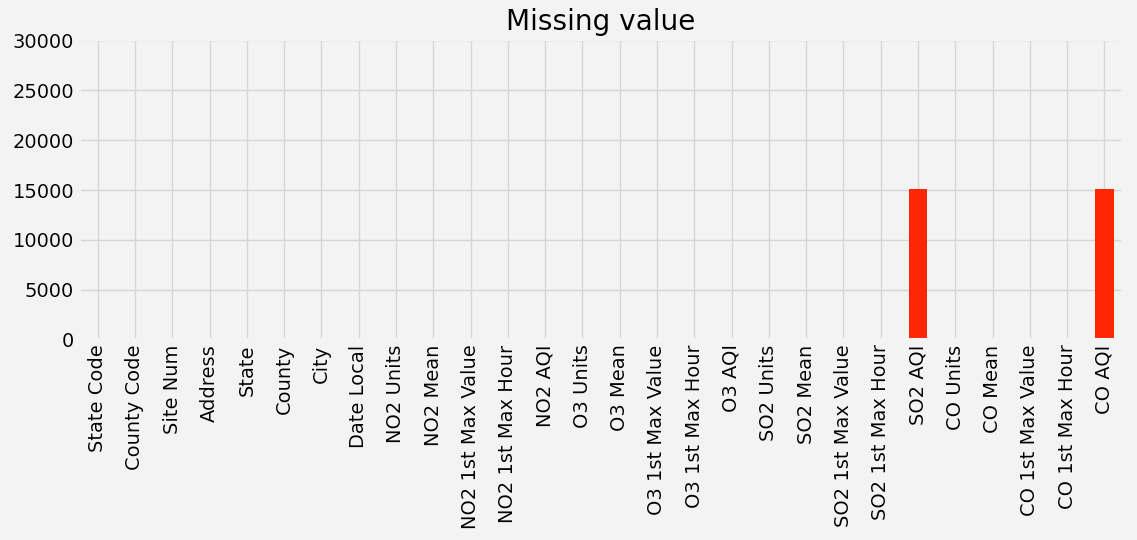 Missing value
30000
25000
20000
15000
10000
5000
0
State Code
County Code
Site Num
Address
State
County
City
Date Local
NO2 Units
NO2 Mean
NO2 1st Max Value
NO2 1st Max Hour
NO2 AQI
O3 Units
O3 Mean
O3 1st Max Value
O3 1st Max Hour
O3 AQI
SO2 Units
SO2 Mean
SO2 1st Max Value
SO2 1st Max Hour
SO2 AQI
CO Units
CO Mean
CO 1st Max Value
CO 1st Max Hour
CO AQI